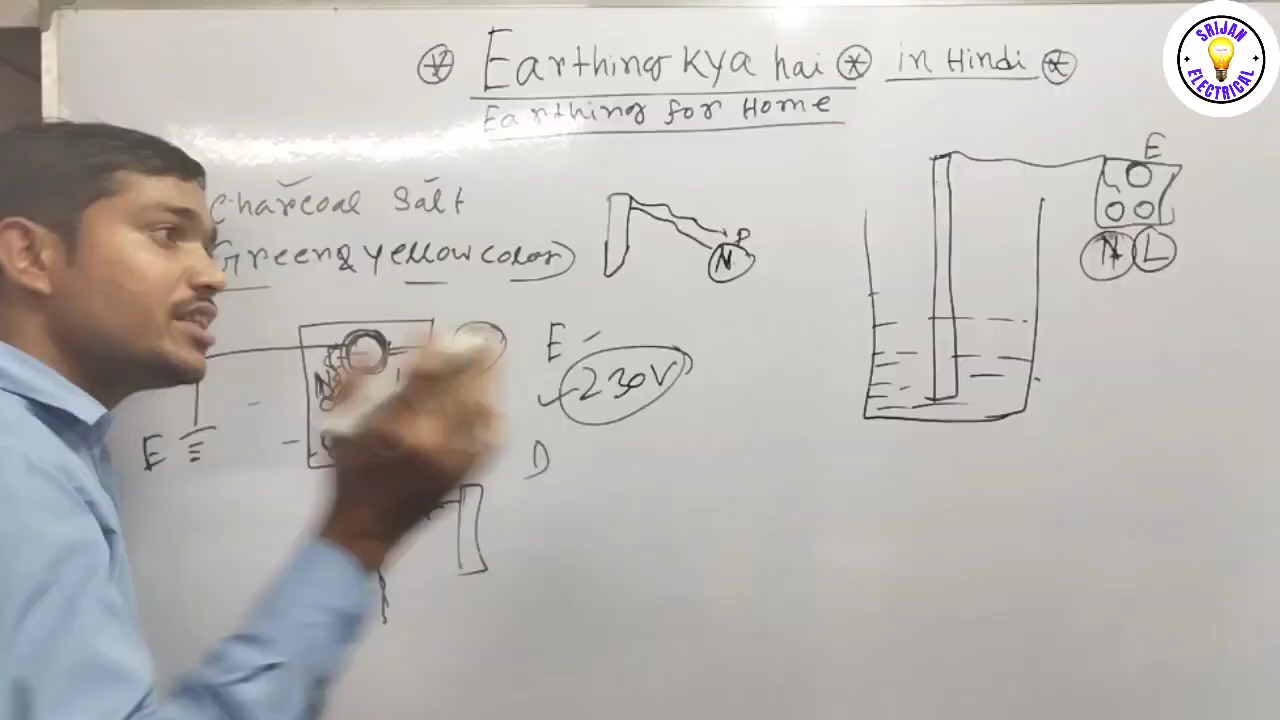 Earthing Kya hai in Hindi
Earthing for Home
SRIJAN ELECTRICAL
Charcoal Salt
Green & yellow color)
P
N
E
N L
E
230V
N
E
D